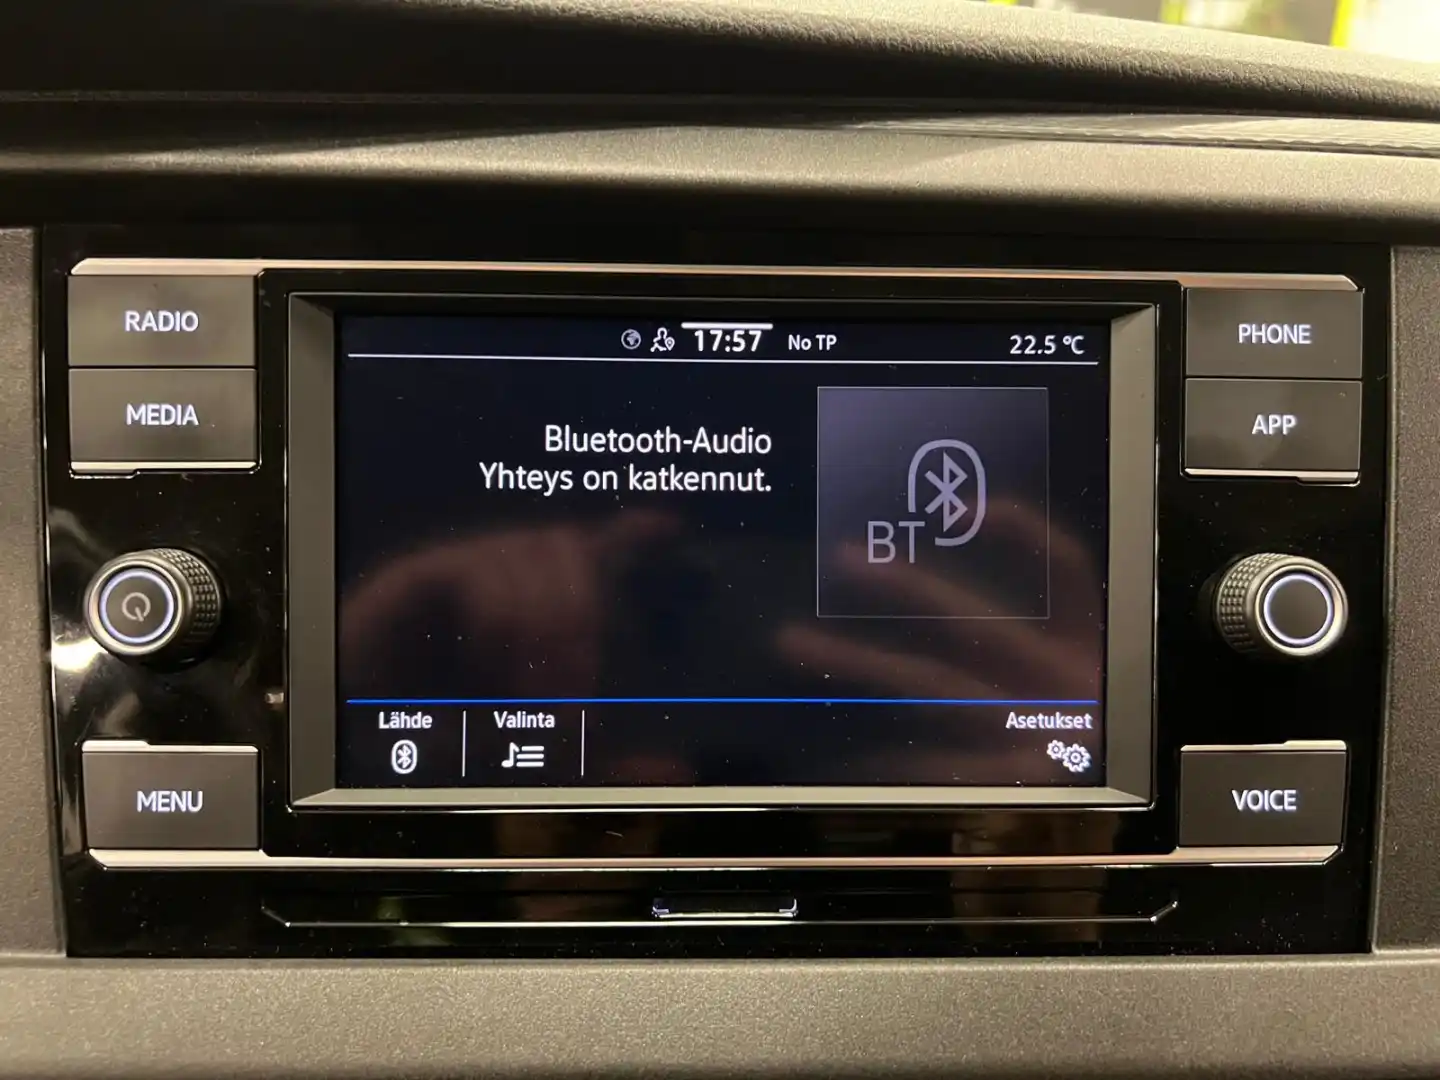 RADIO
MEDIA
MENU
17:57 No TP 22.5 °C
Bluetooth-Audio
Yhteys on katkennut.
BT
Lähde Valinta Asetukset
PHONE
APP
VOICE